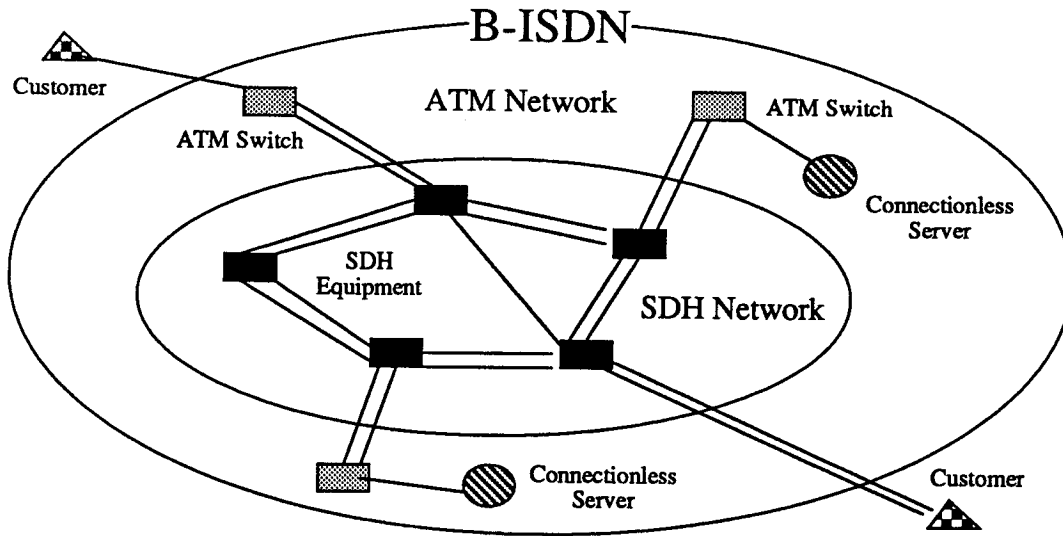 B-ISDN
Customer
ATM Network
ATM Switch
ATM Switch
Connectionless
Server
SDH
Equipment
SDH Network
Connectionless
Server
Customer